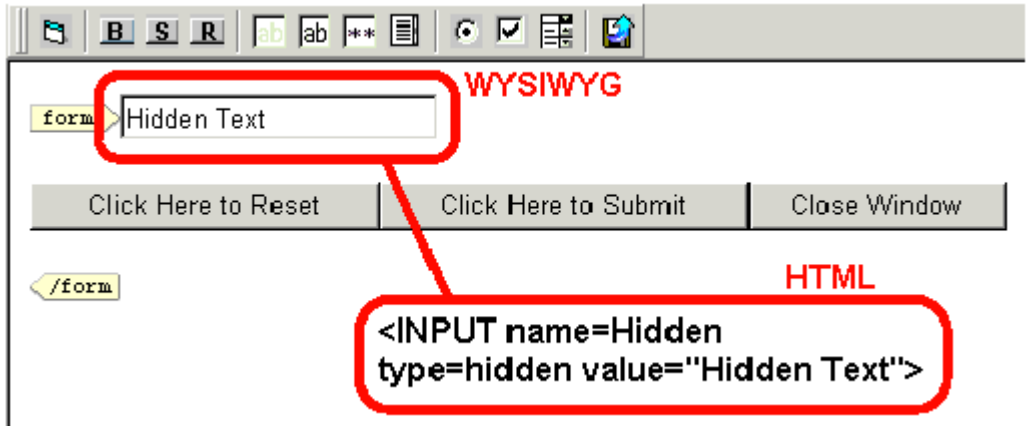 B S R ab ab **
WYSIWYG
form Hidden Text
Click Here to Reset Click Here to Submit Close Window
/form
HTML
<INPUT name=Hidden
type=hidden value="Hidden Text">